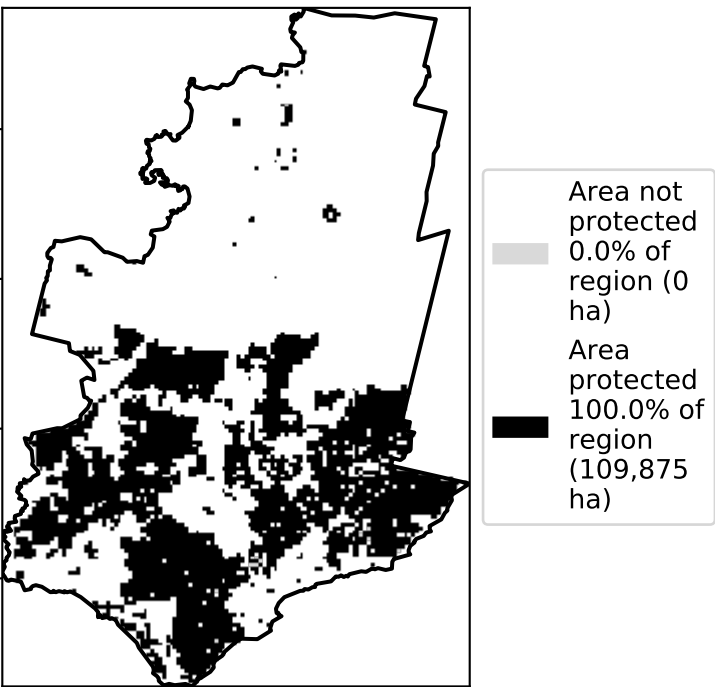 Area not
protected
0.0% of
region (0
ha)
Area
protected
100.0% of
region
(109,875
ha)